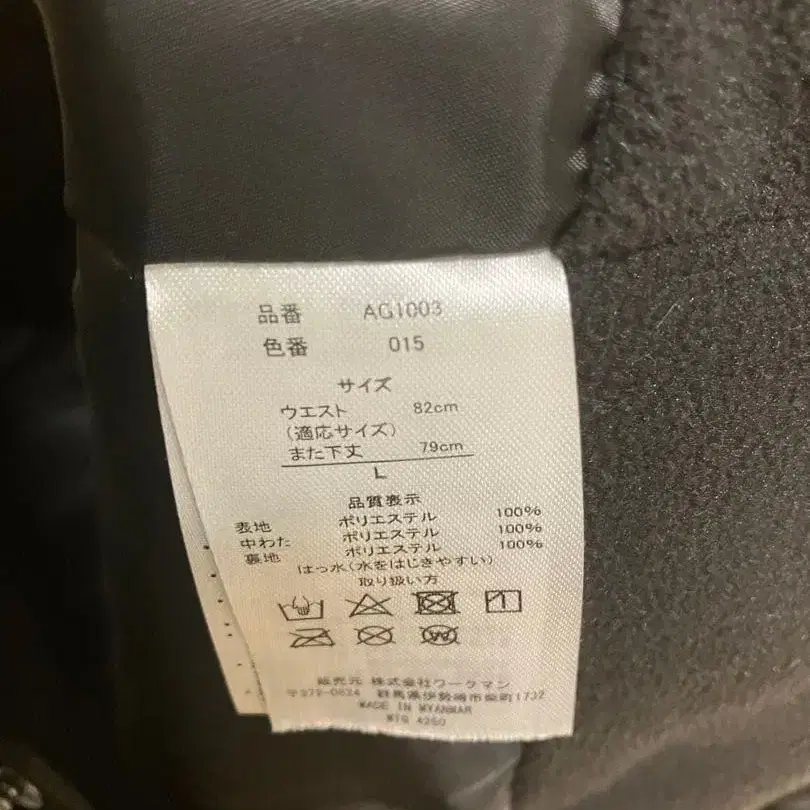 品番 AG1003
色番 015
サイズ
ウエスト 82cm
(適応サイズ)
また下丈 79cm
L
品質表示
表地 ポリエステル 100%
中わた ポリエステル 100%
裏地 ポリエステル 100%
はっ水(水をはじきやすい)
取り扱い方
販売元 株式会社ワークマン
〒372-0824 群馬県伊勢崎市柴町1732
MADE IN MYANMAR